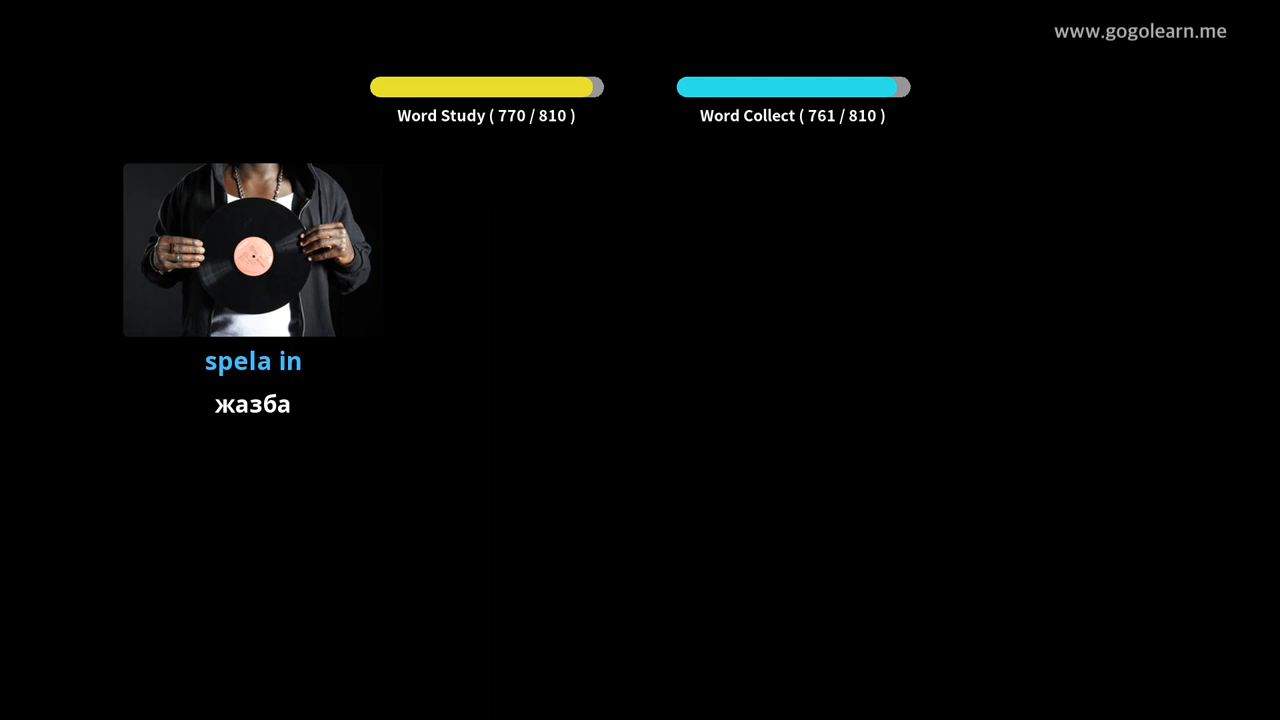 www.gogolearn.me
Word Study ( 770 / 810 )
Word Collect ( 761 / 810 )
spela in
жазба